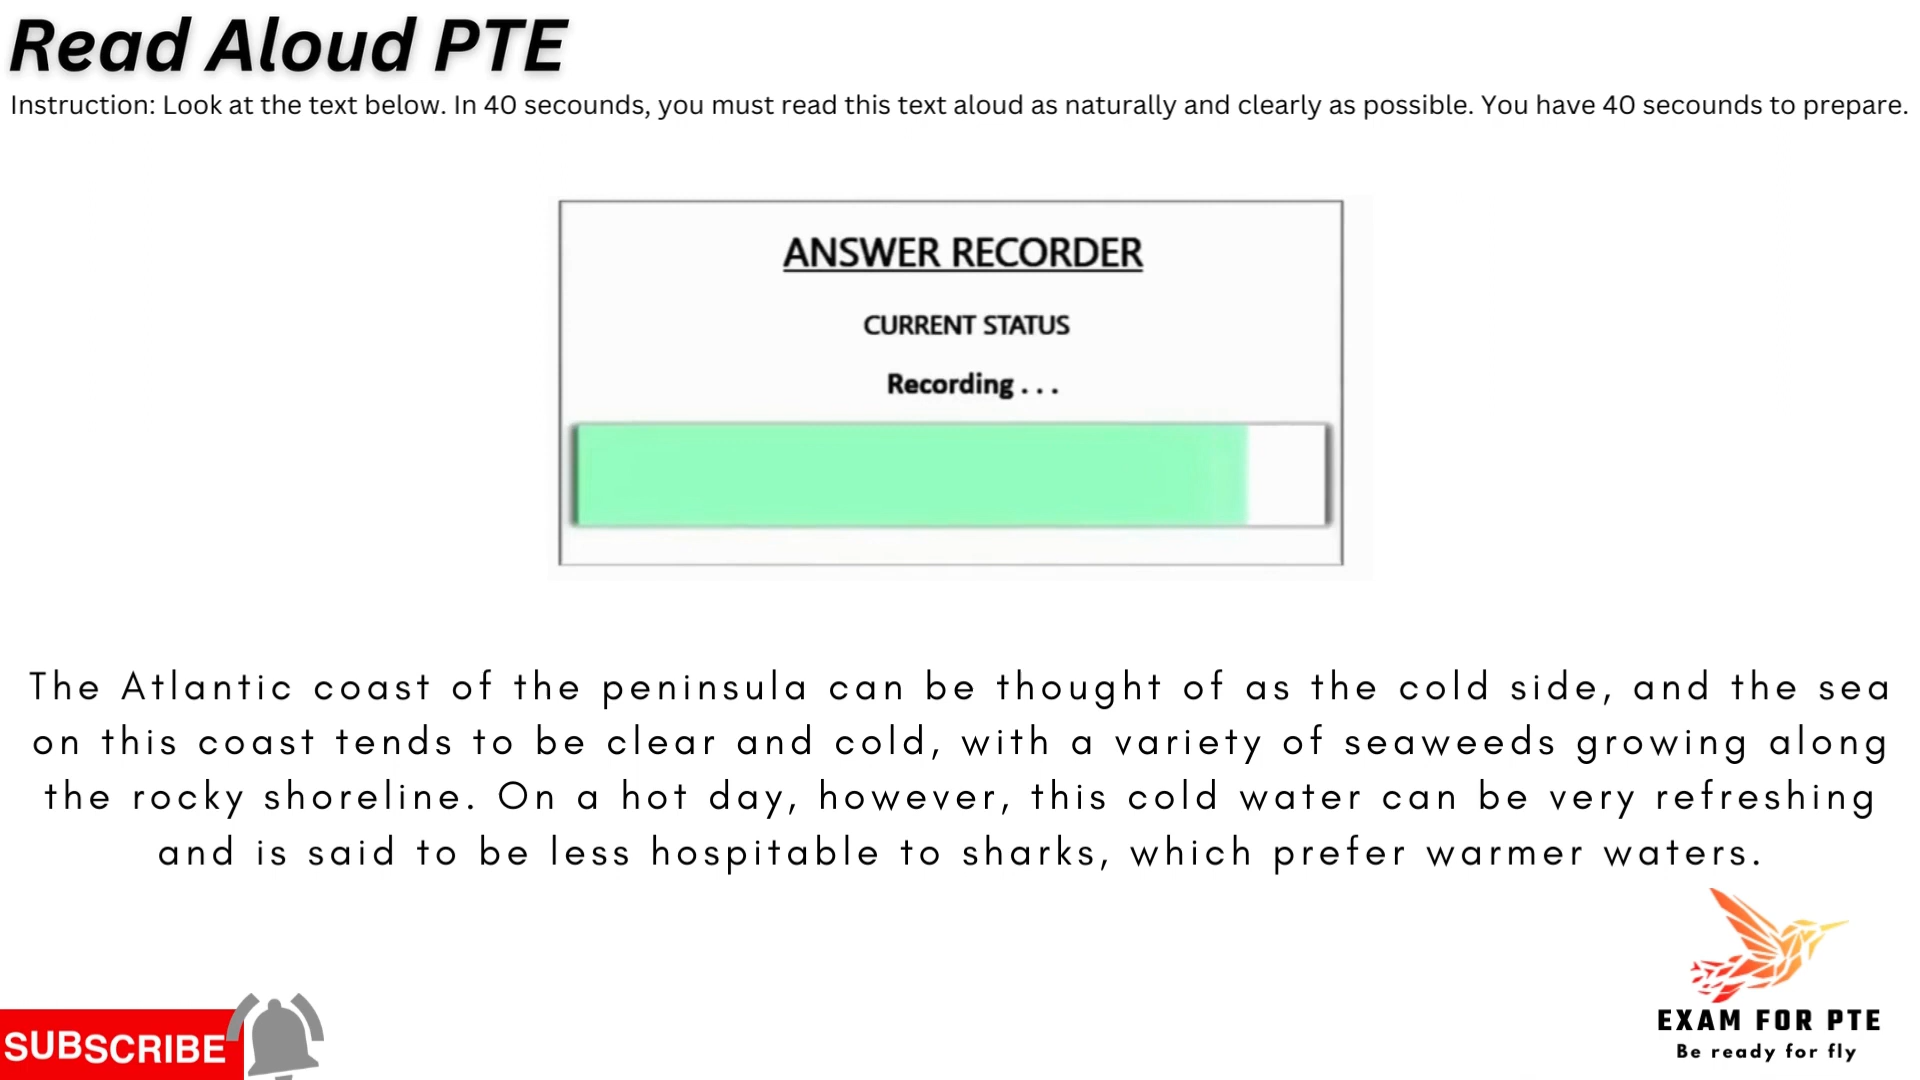 Read Aloud PTE
Instruction: Look at the text below. In 40 secounds, you must read this text aloud as naturally and clearly as possible. You have 40 secounds to prepare.
ANSWER RECORDER
CURRENT STATUS
Recording . . .
The Atlantic coast of the peninsula can be thought of as the cold side, and the sea
on this coast tends to be clear and cold, with a variety of seaweeds growing along
the rocky shoreline. On a hot day, however, this cold water can be very refreshing
and is said to be less hospitable to sharks, which prefer warmer waters.
SUBSCRIBE
EXAM FOR PTE
Be ready for fly